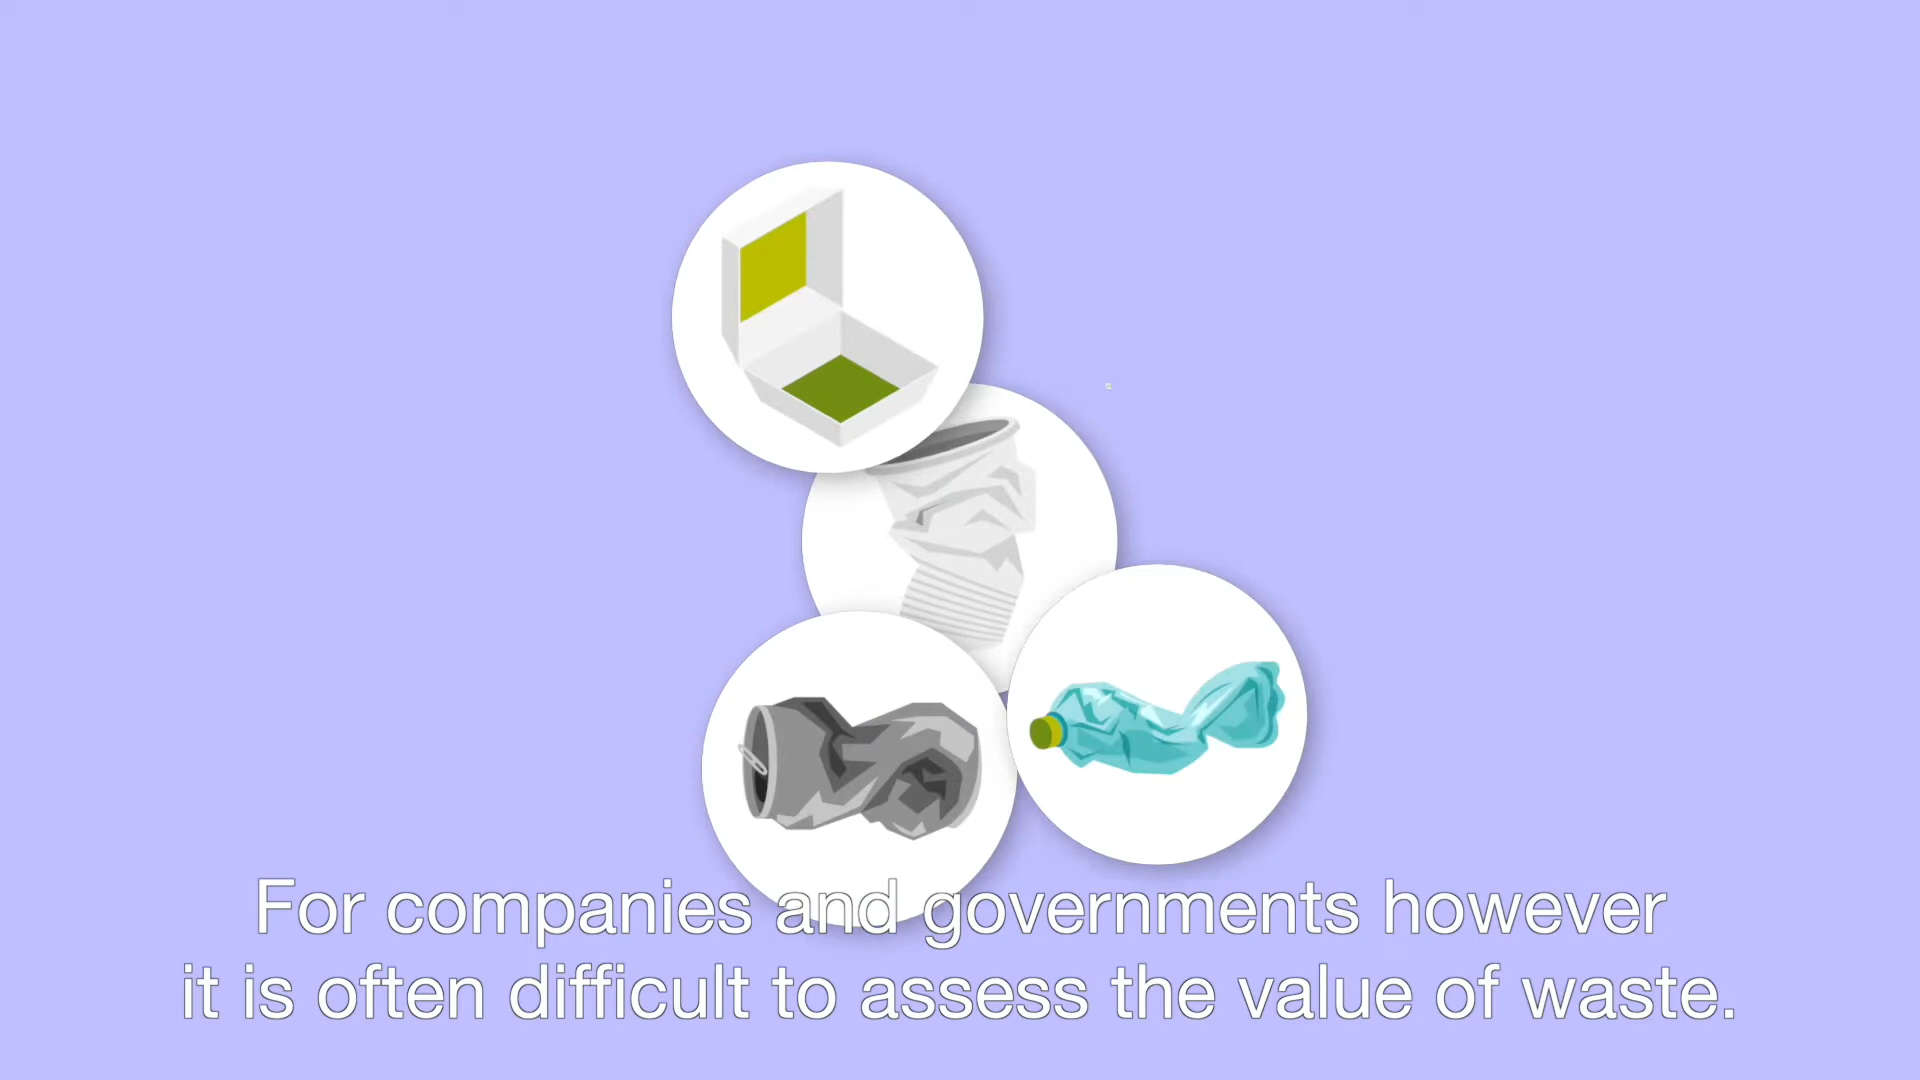 For companies and governments however
it is often difficult to assess the value of waste.